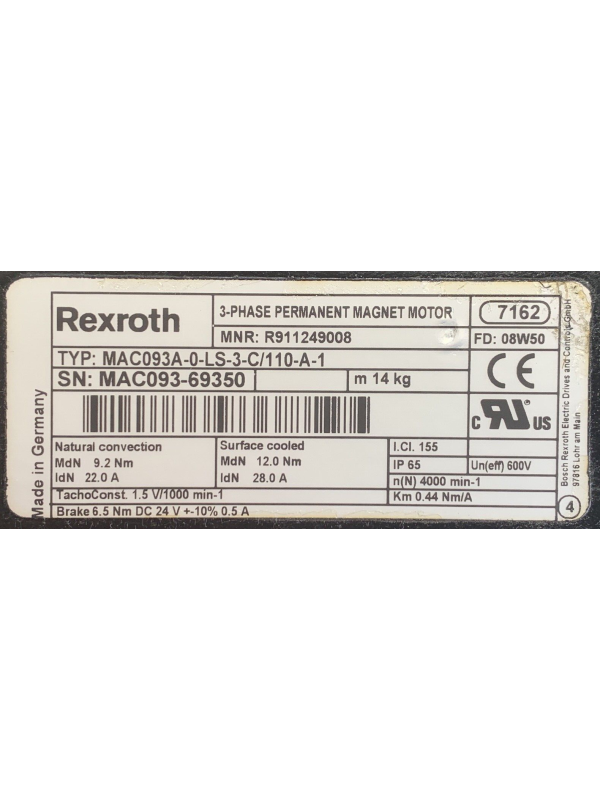 Rexroth
3-PHASE PERMANENT MAGNET MOTOR
7162
MNR: R911249008
FD: 08W50
TYP: MAC093A-0-LS-3-C/110-A-1
SN: MAC093-69350
m 14 kg
CE
c RU US
Natural convection
MdN 9.2 Nm
IdN 22.0 A
Surface cooled
MdN 12.0 Nm
IdN 28.0 A
I.Cl. 155
IP 65
Un(eff) 600V
n(N) 4000 min-1
TachoConst. 1.5 V/1000 min-1
Km 0.44 Nm/A
Brake 6.5 Nm DC 24 V +-10% 0.5 A
4
Made in Germany
Bosch Rexroth Electric Drives and Controls GmbH
97816 Lohr am Main